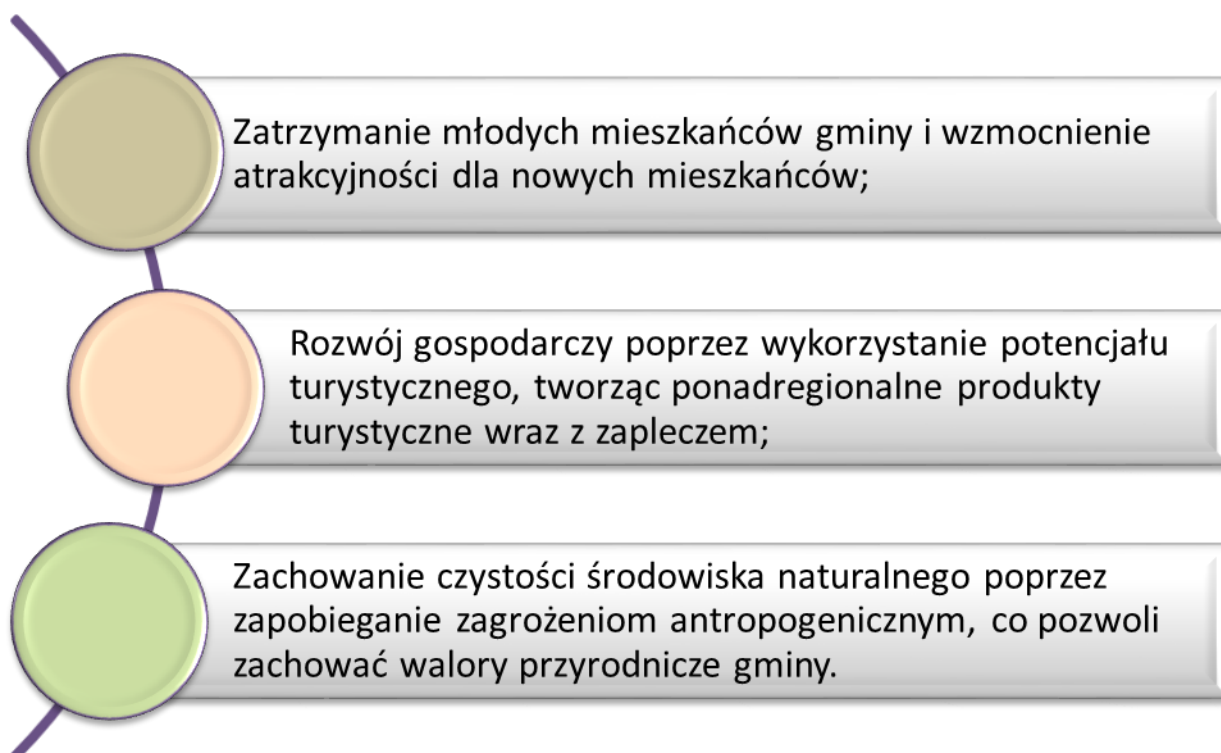 Zatrzymanie młodych mieszkańców gminy i wzmocnienie
atrakcyjności dla nowych mieszkańców;
Rozwój gospodarczy poprzez wykorzystanie potencjału
turystycznego, tworząc ponadregionalne produkty
turystyczne wraz z zapleczem;
Zachowanie czystości środowiska naturalnego poprzez
zapobieganie zagrożeniom antropogenicznym, co pozwoli
zachować walory przyrodnicze gminy.